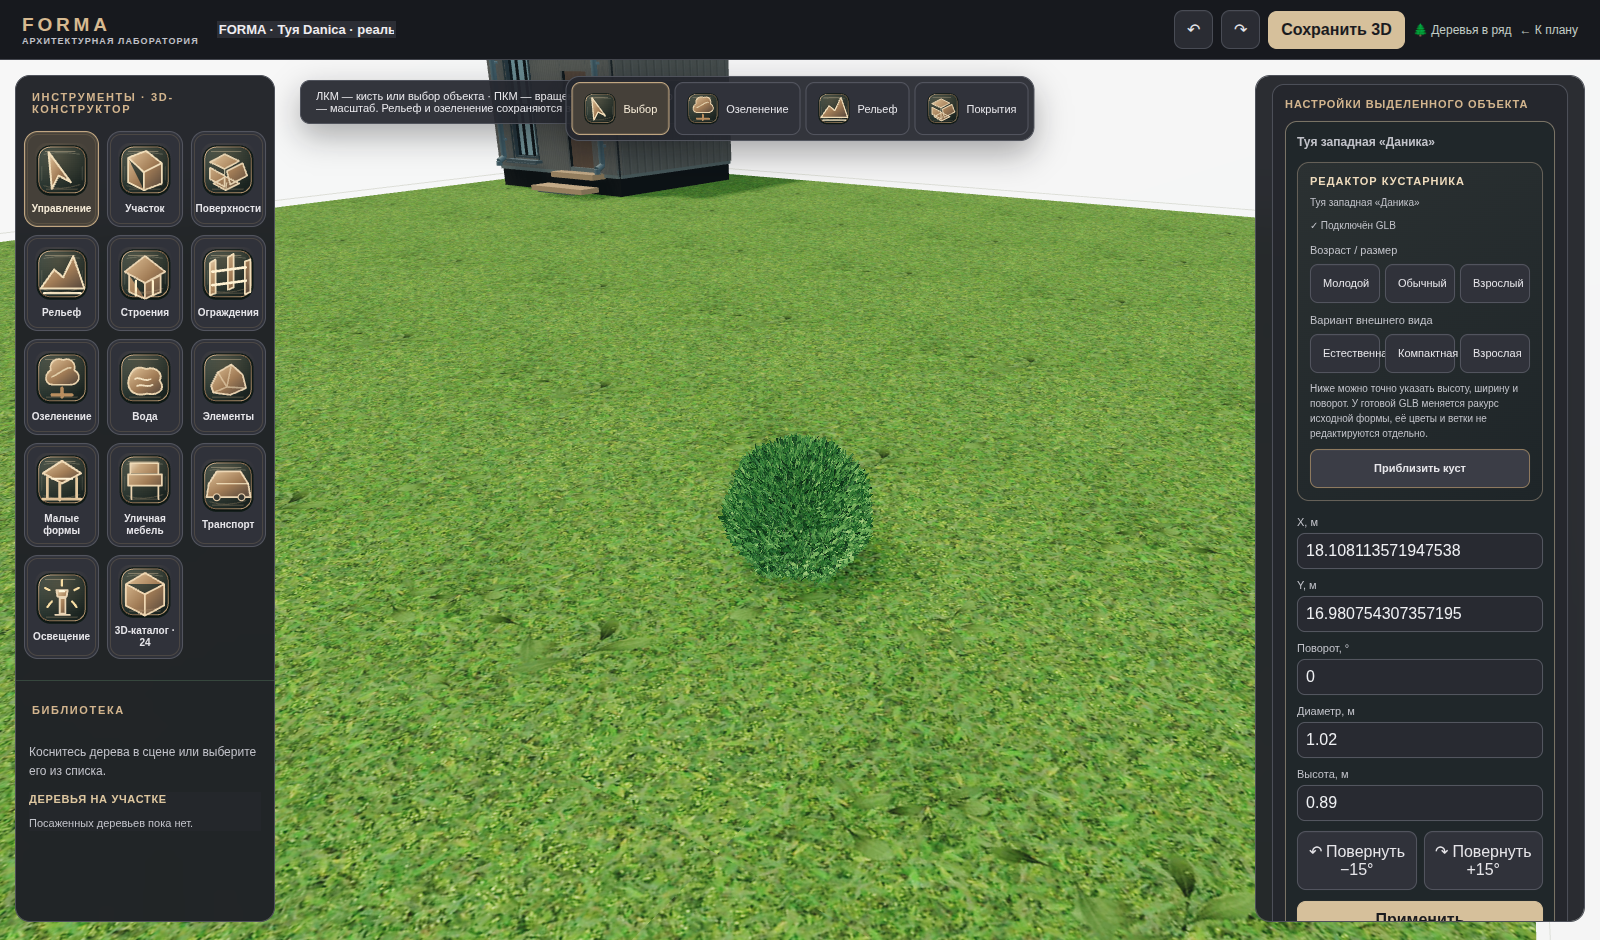 FORMA
АРХИТЕКТУРНАЯ ЛАБОРАТОРИЯ
FORMA · Туя Danica · реаль
↶
↷
Сохранить 3D
🌲 Деревья в ряд
← К плану
ИНСТРУМЕНТЫ · 3D-
КОНСТРУКТОР
Управление
Участок
Поверхности
Рельеф
Строения
Ограждения
Озеленение
Вода
Элементы
Малые
формы
Уличная
мебель
Транспорт
Освещение
3D-каталог ·
24
БИБЛИОТЕКА
Коснитесь дерева в сцене или выберите
его из списка.
ДЕРЕВЬЯ НА УЧАСТКЕ
Посаженных деревьев пока нет.
ЛКМ — кисть или выбор объекта · ПКМ — враще
— масштаб. Рельеф и озеленение сохраняются
Выбор
Озеленение
Рельеф
Покрытия
НАСТРОЙКИ ВЫДЕЛЕННОГО ОБЪЕКТА
Туя западная «Даника»
РЕДАКТОР КУСТАРНИКА
Туя западная «Даника»
✓ Подключён GLB
Возраст / размер
Молодой
Обычный
Взрослый
Вариант внешнего вида
Естественна
Компактная
Взрослая
Ниже можно точно указать высоту, ширину и
поворот. У готовой GLB меняется ракурс
исходной формы, её цветы и ветки не
редактируются отдельно.
Приблизить куст
X, м
18.108113571947538
Y, м
16.980754307357195
Поворот, °
0
Диаметр, м
1.02
Высота, м
0.89
↶ Повернуть
−15°
↷ Повернуть
+15°
Применить